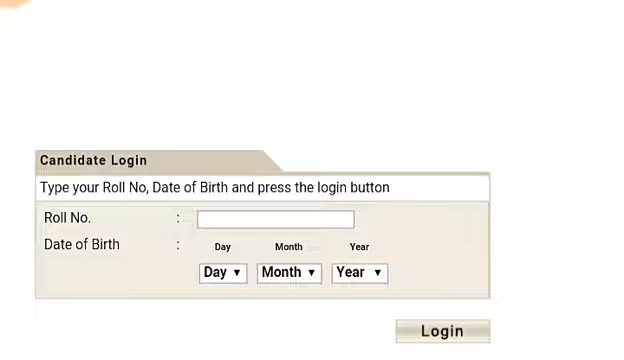 Candidate Login
Type your Roll No, Date of Birth and press the login button
Roll No. :
Date of Birth : Day Month Year
Day Month Year
Login